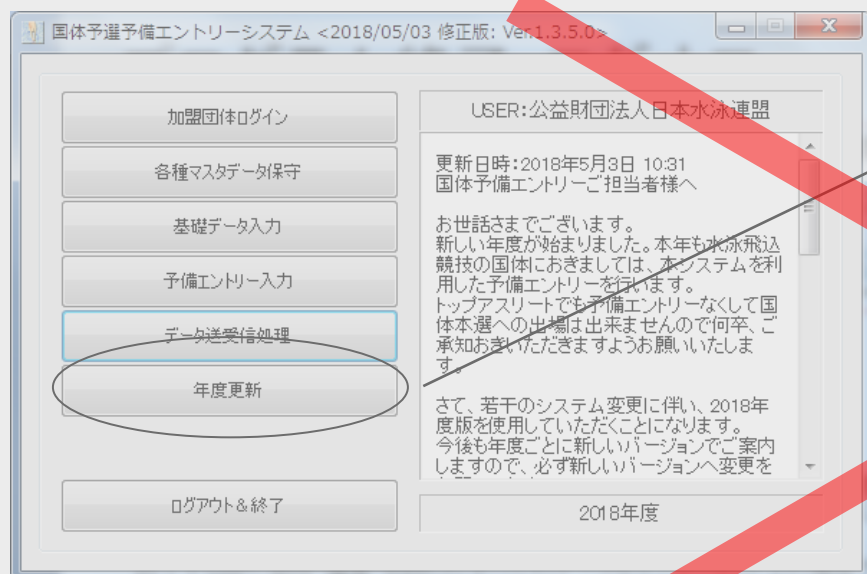 国体予選予備エントリーシステム <2018/05/03 修正版: Ver.1.3.5.0>
加盟団体ログイン
各種マスタデータ保守
基礎データ入力
予備エントリー入力
データ送受信処理
年度更新
ログアウト&終了
USER:公益財団法人日本水泳連盟
更新日時:2018年5月3日 10:31
国体予備エントリーご担当者様へ
お世話さまでございます。
新しい年度が始まりました。本年も水泳飛込
競技の国体におきましては、本システムを利
用した予備エントリーを行います。
トップアスリートでも予備エントリーなくして国
体本選への出場は出来ませんので何卒、ご
承知おきいただきますようお願いいたしま
す。
さて、若干のシステム変更に伴い、2018年
度版を使用していただくことになります。
今後も年度ごとに新しいバージョンでご案内
しますので、必ず新しいバージョンへ変更を
2018年度